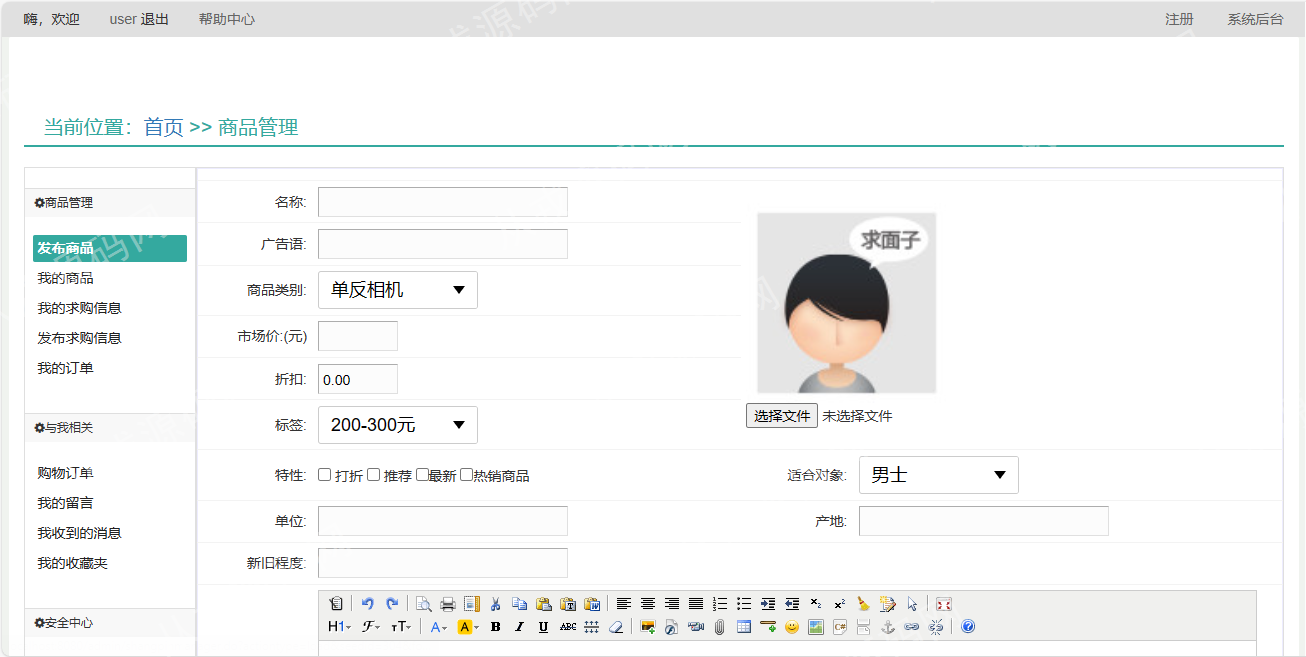 嗨，欢迎 user 退出 帮助中心 注册 系统后台
当前位置：首页 >> 商品管理
商品管理
发布商品
我的商品
我的求购信息
发布求购信息
我的订单
与我相关
购物订单
我的留言
我收到的消息
我的收藏夹
安全中心
名称:
广告语:
商品类别: 单反相机
市场价:(元)
折扣: 0.00
标签: 200-300元
求面子
选择文件 未选择文件
特性: 打折 推荐 最新 热销商品 适合对象: 男士
单位: 产地:
新旧程度:
H1 F tT A A B I U ABC